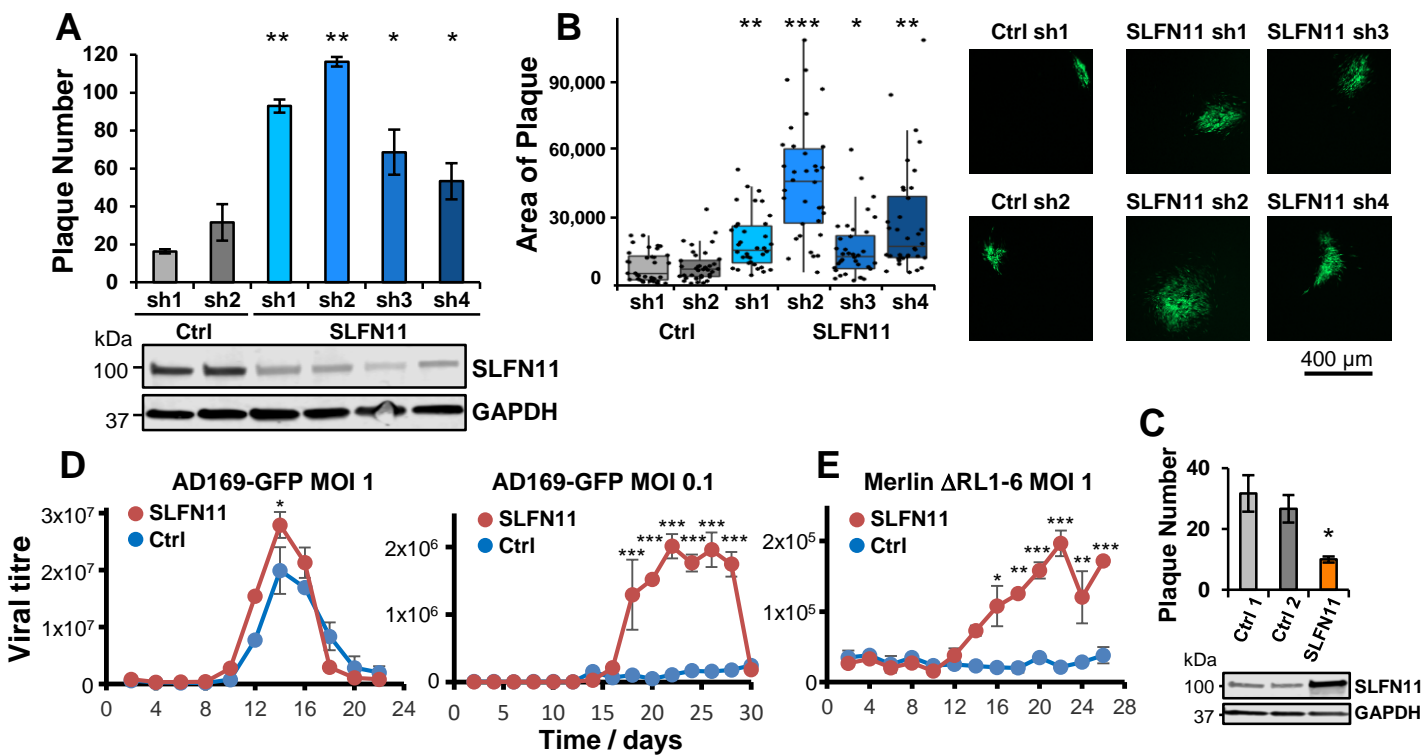 A
Plaque Number
120
100
80
60
40
20
0
** ** * *
sh1 sh2 sh1 sh2 sh3 sh4
Ctrl SLFN11
kDa
100 SLFN11
37 GAPDH
B
Area of Plaque
90,000
60,000
30,000
0
** *** * **
sh1 sh2 sh1 sh2 sh3 sh4
Ctrl SLFN11
Ctrl sh1 SLFN11 sh1 SLFN11 sh3
Ctrl sh2 SLFN11 sh2 SLFN11 sh4
400 µm
C
Plaque Number
40
20
0
*
Ctrl 1 Ctrl 2 SLFN11
kDa
100 SLFN11
37 GAPDH
D
AD169-GFP MOI 1
Viral titre
SLFN11
Ctrl
3x10⁷
2x10⁷
1x10⁷
0
*
0 4 8 12 16 20 24
AD169-GFP MOI 0.1
SLFN11
Ctrl
2x10⁶
1x10⁶
0
*** *** *** *** *** ***
0 5 10 15 20 25 30
Time / days
E
Merlin ΔRL1-6 MOI 1
SLFN11
Ctrl
2x10⁵
1x10⁵
0
* ** *** *** ** ***
0 4 8 12 16 20 24 28